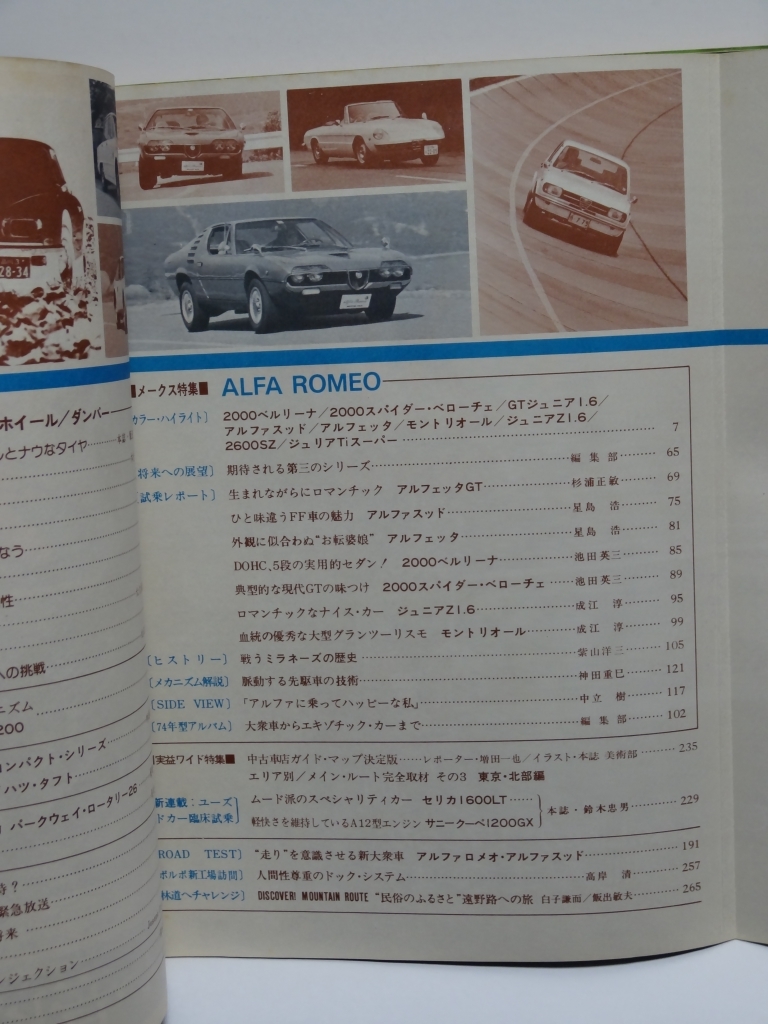 28-34
ホイール/ダンパー
ンとナウなタイヤ
なう
性
への挑戦
ニズム
200
コンパクト・シリーズ
ハツ・タフト
パークウェイ・ロータリー26
待?
緊急放送
将来
ンジェクション
■メークス特集■ ALFA ROMEO
カラー・ハイライト〕 2000ベルリーナ/2000スパイダー・ベローチェ/GTジュニア1.6/
アルファスッド/アルフェッタ/モントリオール/ジュニアZ1.6/
2600SZ/ジュリアTiスーパー 7
将来への展望〕 期待される第三のシリーズ 編集部 65
試乗レポート〕 生まれながらにロマンチック アルフェッタGT 杉浦正敏 69
ひと味違うFF車の魅力 アルファスッド 星島 浩 75
外観に似合わぬ“お転婆娘” アルフェッタ 星島 浩 81
DOHC、5段の実用的セダン! 2000ベルリーナ 池田英三 85
典型的な現代GTの味つけ 2000スパイダー・ベローチェ 池田英三 89
ロマンチックなナイス・カー ジュニアZ1.6 成江 淳 95
血統の優秀な大型グランツーリスモ モントリオール 成江 淳 99
〔ヒストリー〕 戦うミラネーズの歴史 紫山洋三 105
〔メカニズム解説〕 脈動する先駆車の技術 神田重巳 121
〔SIDE VIEW〕 「アルファに乗ってハッピーな私」 中立 樹 117
〔74年型アルバム〕 大衆車からエキゾチック・カーまで 編集部 102
実益ワイド特集■ 中古車店ガイド・マップ決定版 レポーター・増田一也/イラスト・本誌 美術部 235
エリア別/メイン・ルート完全取材 その3 東京・北部編
新連載:ユーズ
ドカー臨床試乗〕 ムード派のスペシャリティカー セリカ1600LT
軽快さを維持しているA12型エンジン サニークーペ1200GX 本誌・鈴木忠男 229
ROAD TEST〕 “走り”を意識させる新大衆車 アルファロメオ・アルファスッド 191
ボルボ新工場訪問〕 人間性尊重のドック・システム 高岸 清 257
林道へチャレンジ〕 DISCOVER! MOUNTAIN ROUTE “民俗のふるさと”遠野路への旅 白子謙而/飯出敏夫 265